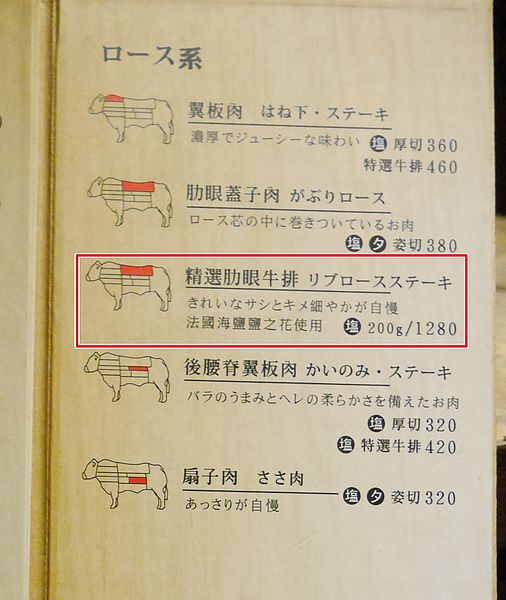 ロース系
翼板肉 はね下・ステーキ
濃厚でジューシーな味わい 塩 厚切360
特選牛排460
肋眼蓋子肉 がぶりロース
ロース芯の中に巻きついているお肉
塩 タ 姿切380
精選肋眼牛排 リブロースステーキ
きれいなサシとキメ細やかが自慢
法國海鹽鹽之花使用 塩 200g/1280
後腰脊翼板肉 かいのみ・ステーキ
バラのうまみとヘレの柔らかさを備えたお肉
塩 厚切320
塩 特選牛排420
扇子肉 ささ肉
あっさりが自慢 塩 タ 姿切320